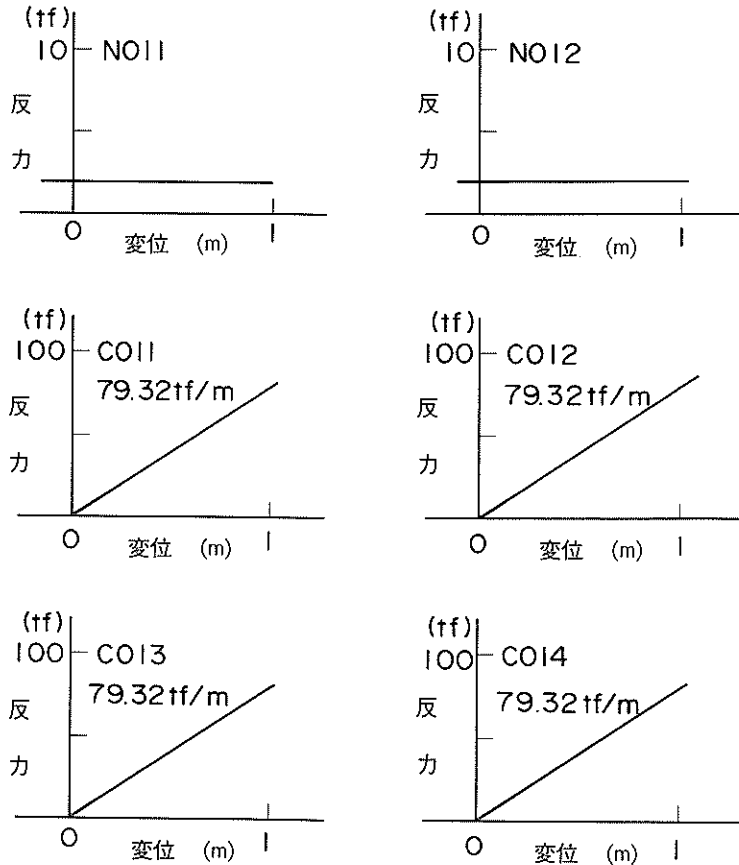 (tf)
10 NO11
反
力
0 変位 (m) 1
(tf)
10 NO12
反
力
0 変位 (m) 1
(tf)
100 CO11
79.32tf/m
反
力
0 変位 (m) 1
(tf)
100 CO12
79.32tf/m
反
力
0 変位 (m) 1
(tf)
100 CO13
79.32tf/m
反
力
0 変位 (m) 1
(tf)
100 CO14
79.32tf/m
反
力
0 変位 (m) 1